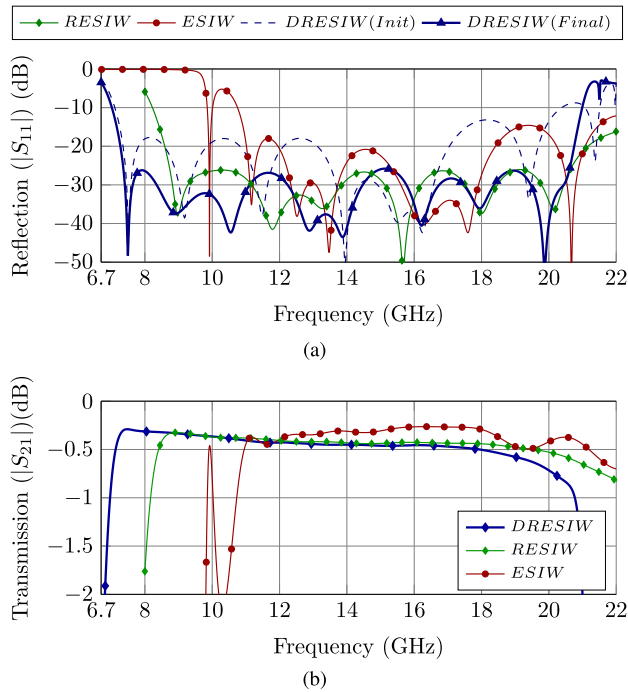 RESIW ESIW DRESIW(Init) DRESIW(Final)
Reflection (|S11|) (dB)
0
−10
−20
−30
−40
−50
6.7 8 10 12 14 16 18 20 22
Frequency (GHz)
(a)
Transmission (|S21|)(dB)
0
−0.5
−1
−1.5
−2
DRESIW
RESIW
ESIW
6.7 8 10 12 14 16 18 20 22
Frequency (GHz)
(b)